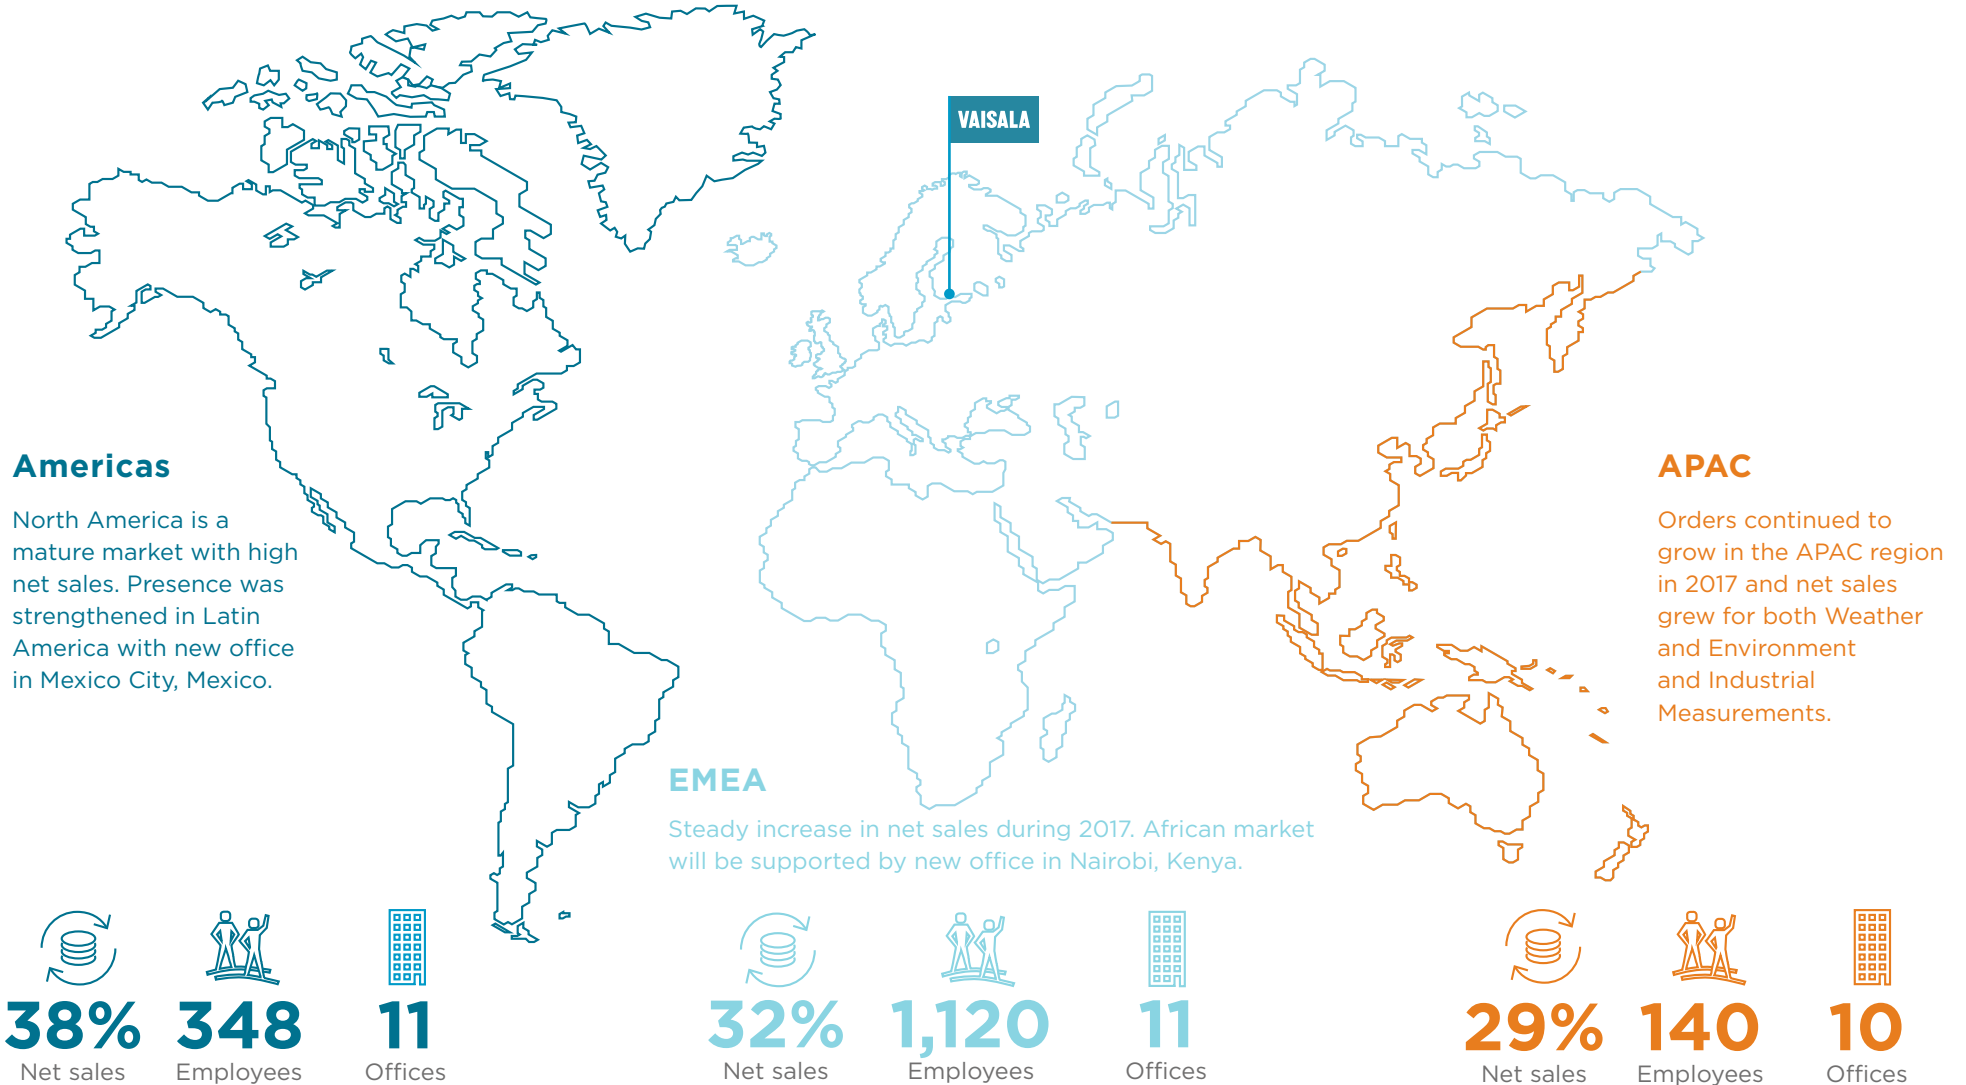 VAISALA
Americas
North America is a
mature market with high
net sales. Presence was
strengthened in Latin
America with new office
in Mexico City, Mexico.
APAC
Orders continued to
grow in the APAC region
in 2017 and net sales
grew for both Weather
and Environment
and Industrial
Measurements.
EMEA
Steady increase in net sales during 2017. African market
will be supported by new office in Nairobi, Kenya.
38%
Net sales
348
Employees
11
Offices
32%
Net sales
1,120
Employees
11
Offices
29%
Net sales
140
Employees
10
Offices